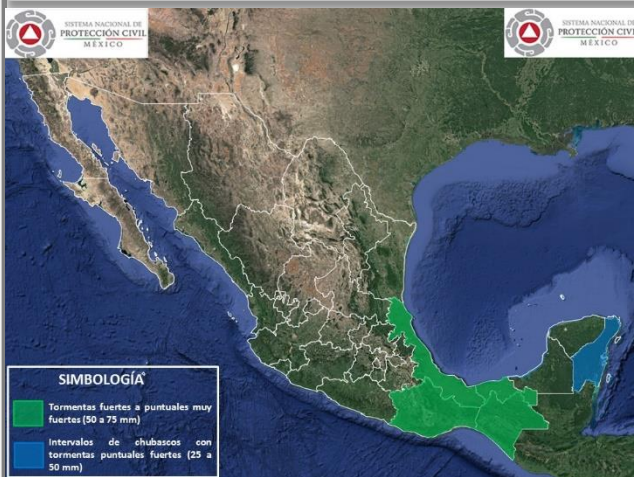 SISTEMA NACIONAL DE
PROTECCIÓN CIVIL
MÉXICO
SISTEMA NACIONAL DE
PROTECCIÓN CIVIL
MÉXICO
SIMBOLOGÍA
Tormentas fuertes a puntuales muy
fuertes (50 a 75 mm)
Intervalos de chubascos con
tormentas puntuales fuertes (25 a
50 mm)